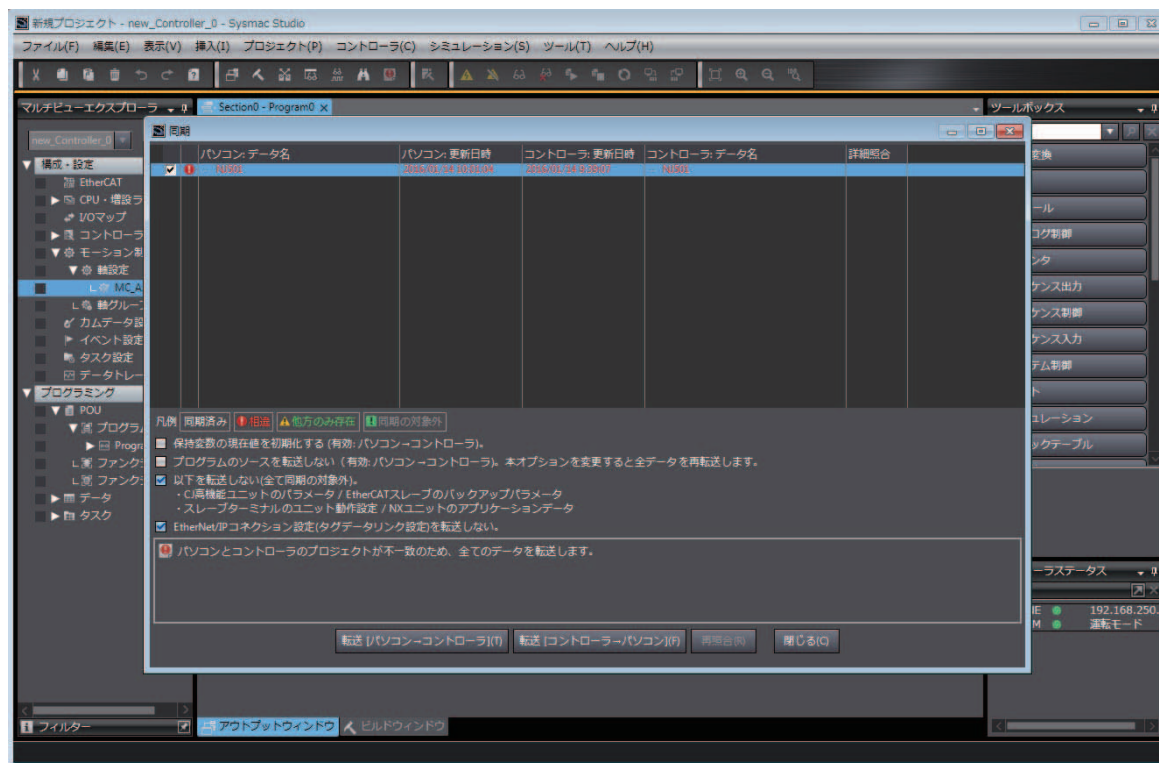 新規プロジェクト - new_Controller_0 - Sysmac Studio
ファイル(F) 編集(E) 表示(V) 挿入(I) プロジェクト(P) コントローラ(C) シミュレーション(S) ツール(T) ヘルプ(H)
マルチビューエクスプローラ
Section0 - Program0
ツールボックス
new_Controller_0
構成・設定
EtherCAT
CPU・増設ラ
I/Oマップ
コントローラ
モーション制
軸設定
MC_A
軸グループ
カムデータ設
イベント設定
タスク設定
データトレー
プログラミング
POU
プログラ
Progra
ファンクシ
ファンクシ
データ
タスク
フィルター
同期
パソコン: データ名 パソコン: 更新日時 コントローラ: 更新日時 コントローラ: データ名 詳細照合
凡例 同期済み 相違 他方のみ存在 同期の対象外
保持変数の現在値を初期化する (有効: パソコン→コントローラ)。
プログラムのソースを転送しない (有効: パソコン→コントローラ)。本オプションを変更すると全データを再転送します。
以下を転送しない(全て同期の対象外)。
・CJ高機能ユニットのパラメータ / EtherCATスレーブのバックアップパラメータ
・スレーブターミナルのユニット動作設定 / NXユニットのアプリケーションデータ
EtherNet/IPコネクション設定(タグデータリンク設定)を転送しない。
パソコンとコントローラのプロジェクトが不一致のため、全てのデータを転送します。
転送 [パソコン→コントローラ](T) 転送 [コントローラ→パソコン](F) 再照合(R) 閉じる(C)
変換
ール
ログ制御
ンタ
ケンス出力
ケンス制御
ケンス入力
テム制御
ト
ュレーション
ックテーブル
ーラステータス
NE 192.168.250.
M 運転モード
アウトプットウィンドウ ビルドウィンドウ